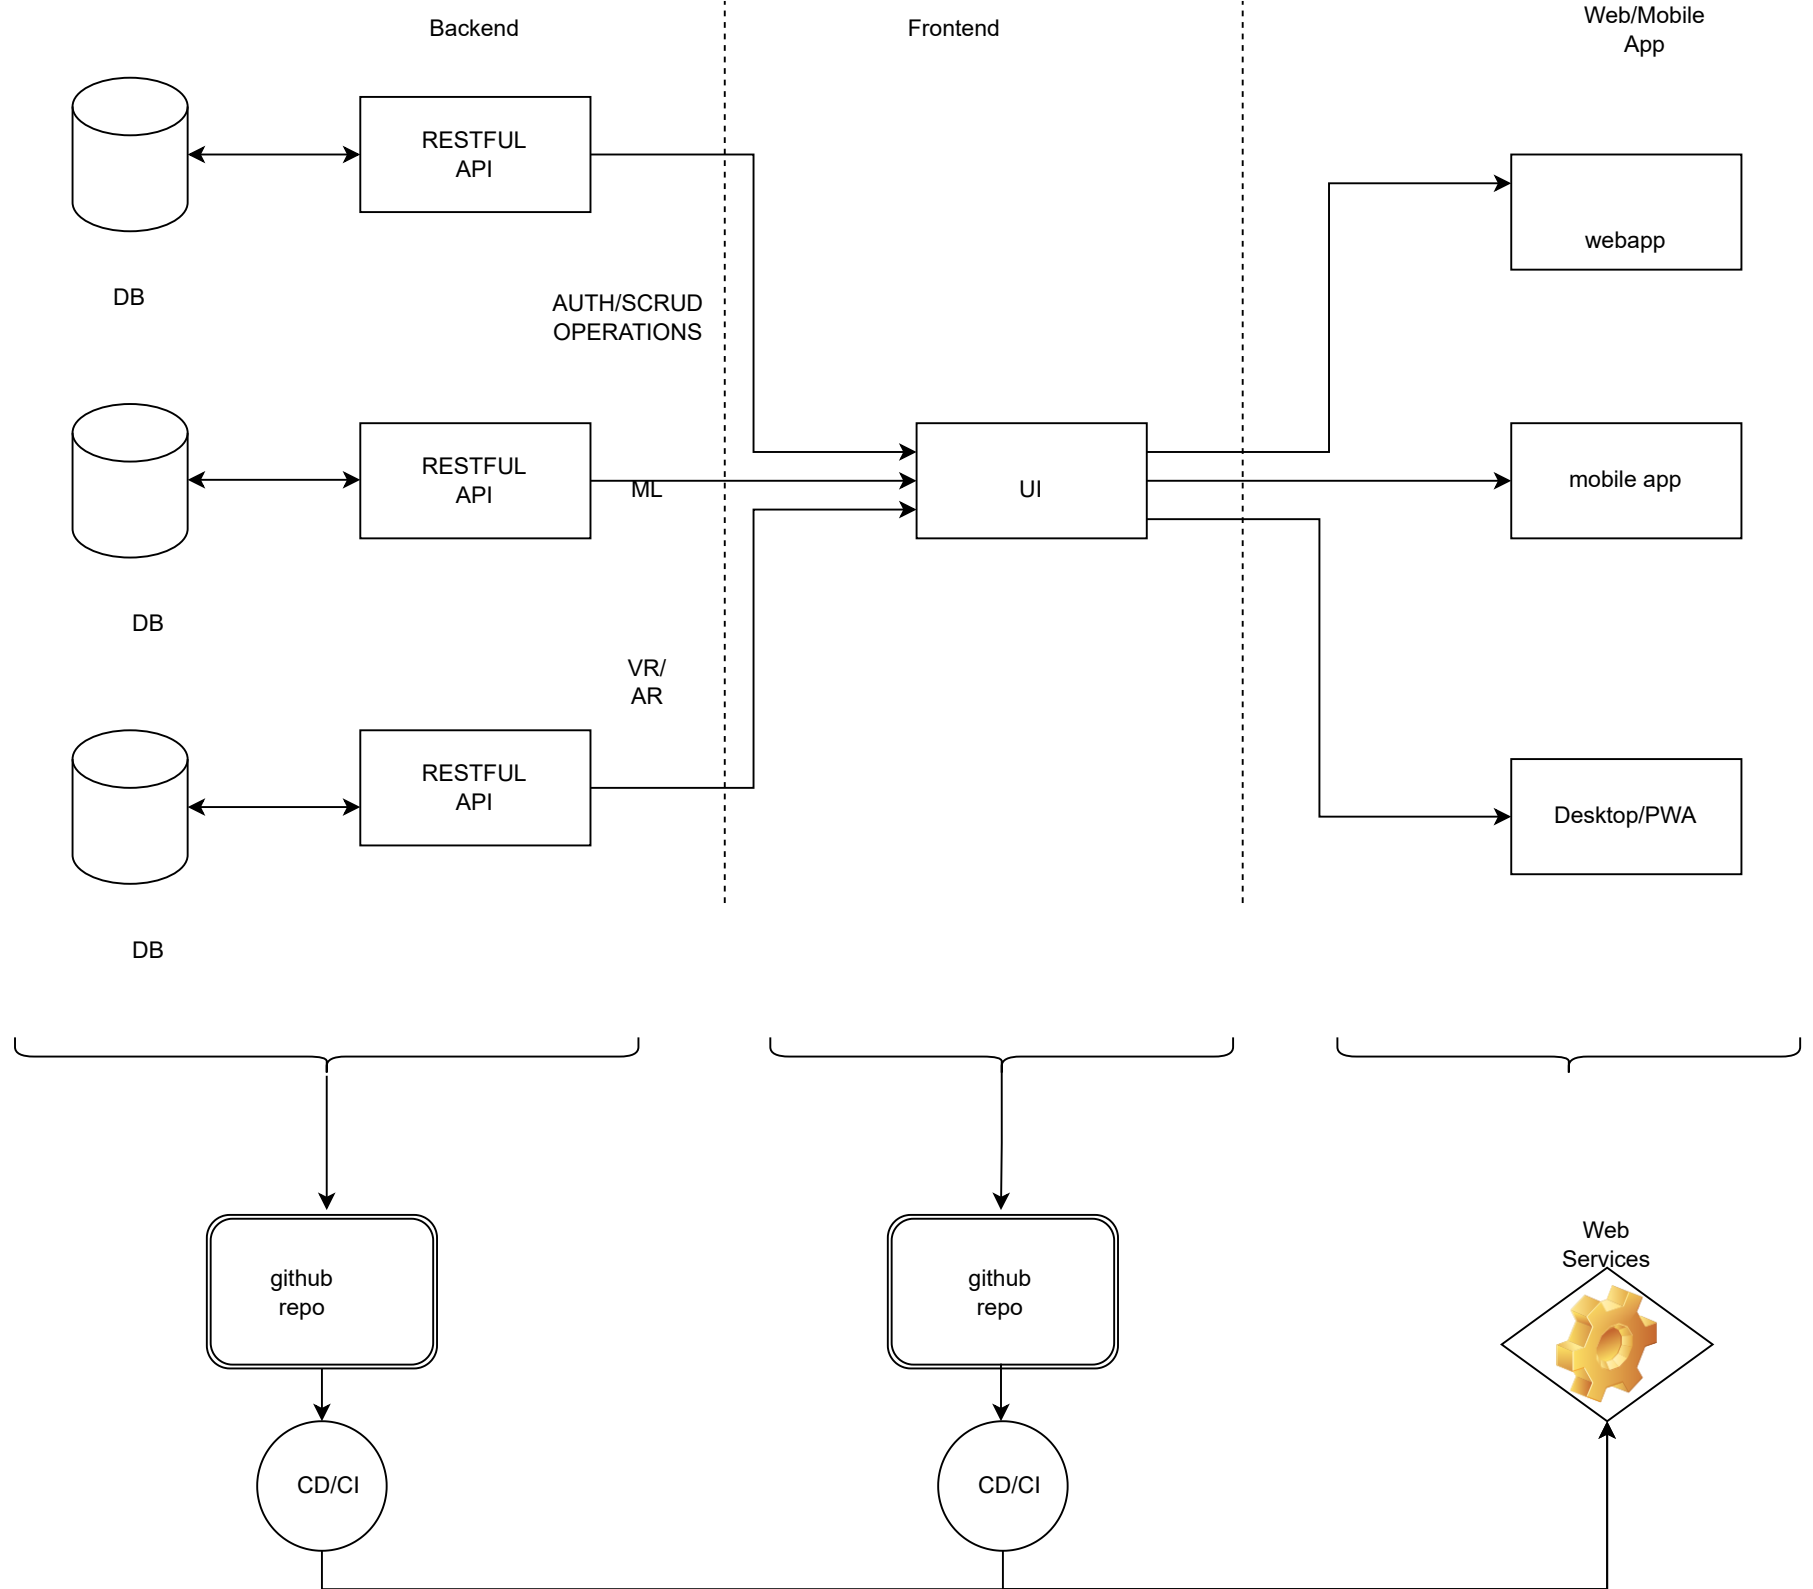 Backend
Frontend
Web/Mobile
App
RESTFUL
API
webapp
DB
AUTH/SCRUD
OPERATIONS
RESTFUL
API
ML
UI
mobile app
DB
VR/
AR
RESTFUL
API
Desktop/PWA
DB
github
repo
github
repo
Web
Services
CD/CI
CD/CI